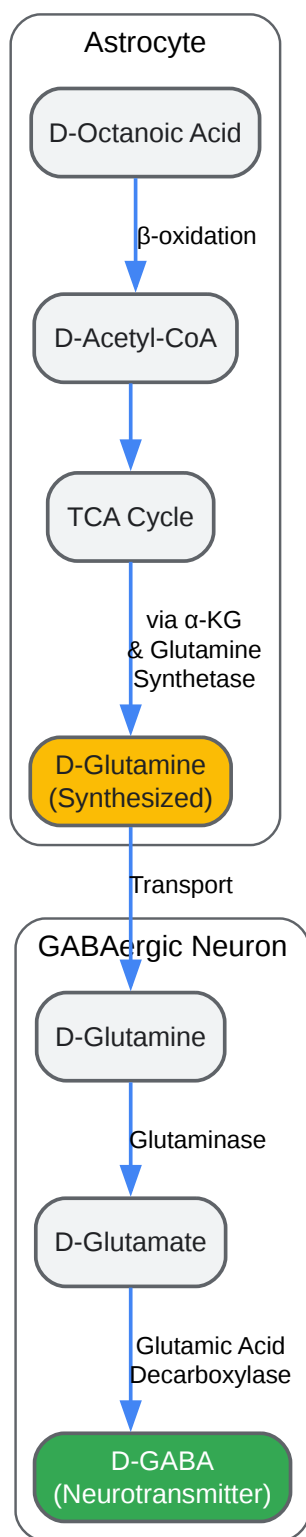 Astrocyte
D-Octanoic Acid
β-oxidation
D-Acetyl-CoA
TCA Cycle
via α-KG
& Glutamine
Synthetase
D-Glutamine
(Synthesized)
Transport
GABAergic Neuron
D-Glutamine
Glutaminase
D-Glutamate
Glutamic Acid
Decarboxylase
D-GABA
(Neurotransmitter)